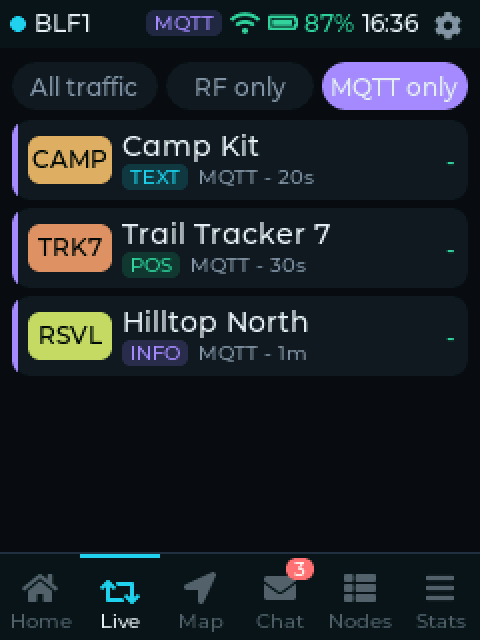 BLF1 MQTT 87% 16:36
All traffic RF only MQTT only
CAMP Camp Kit -
TEXT MQTT - 20s
TRK7 Trail Tracker 7 -
POS MQTT - 30s
RSVL Hilltop North -
INFO MQTT - 1m
3
Home Live Map Chat Nodes Stats